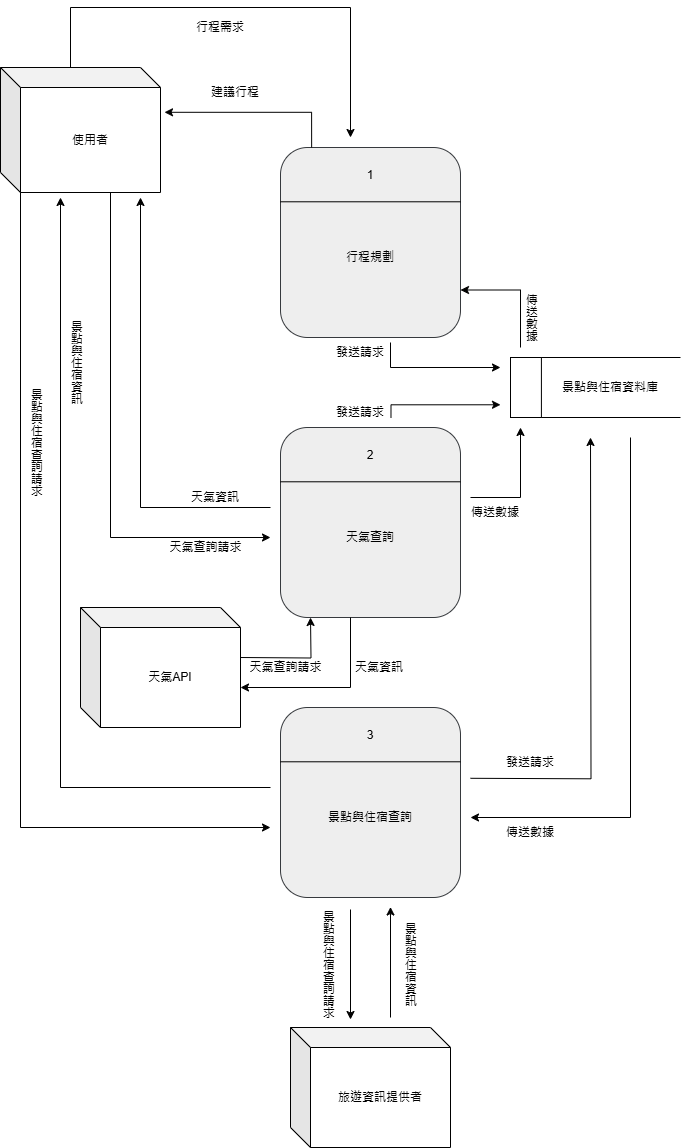 行程需求
建議行程
使用者
1
行程規劃
傳送數據
發送請求
景點與住宿資料庫
景點與住宿資訊
景點與住宿查詢請求
發送請求
2
天氣查詢
天氣資訊
傳送數據
天氣查詢請求
天氣API
天氣查詢請求
天氣資訊
3
景點與住宿查詢
發送請求
傳送數據
景點與住宿查詢請求
景點與住宿資訊
旅遊資訊提供者